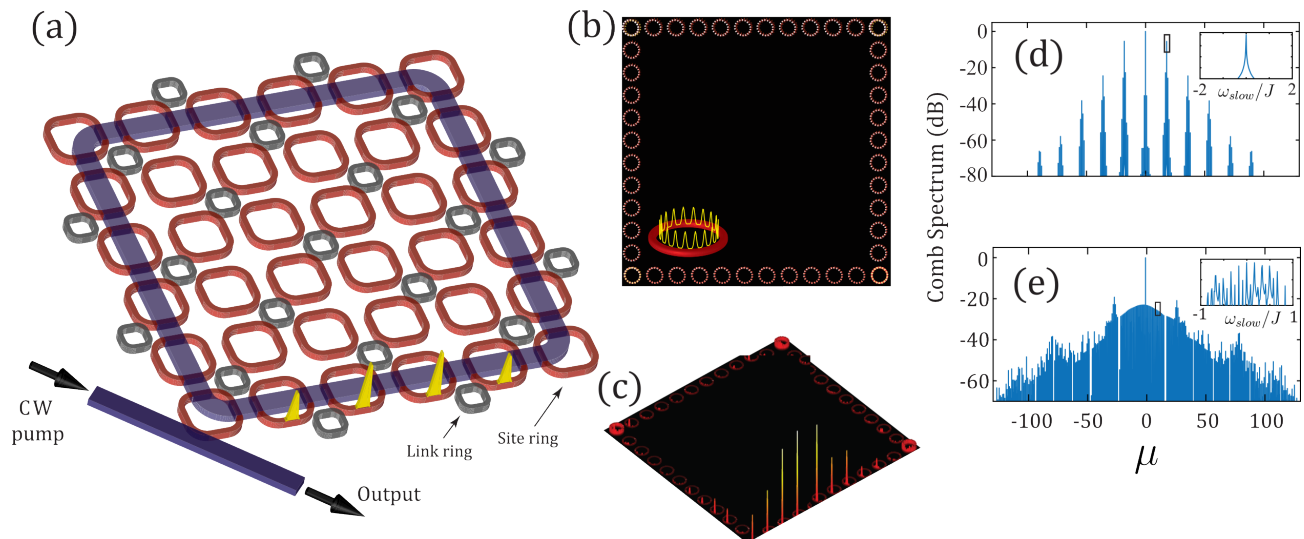 (a)
CW
pump
Output
Link ring
Site ring
(b)
(c)
Comb Spectrum (dB)
(d)
0
-20
-40
-60
-80
-2
ω_slow/J
2
(e)
0
-20
-40
-60
-1
ω_slow/J
1
-100
-50
0
50
100
μ